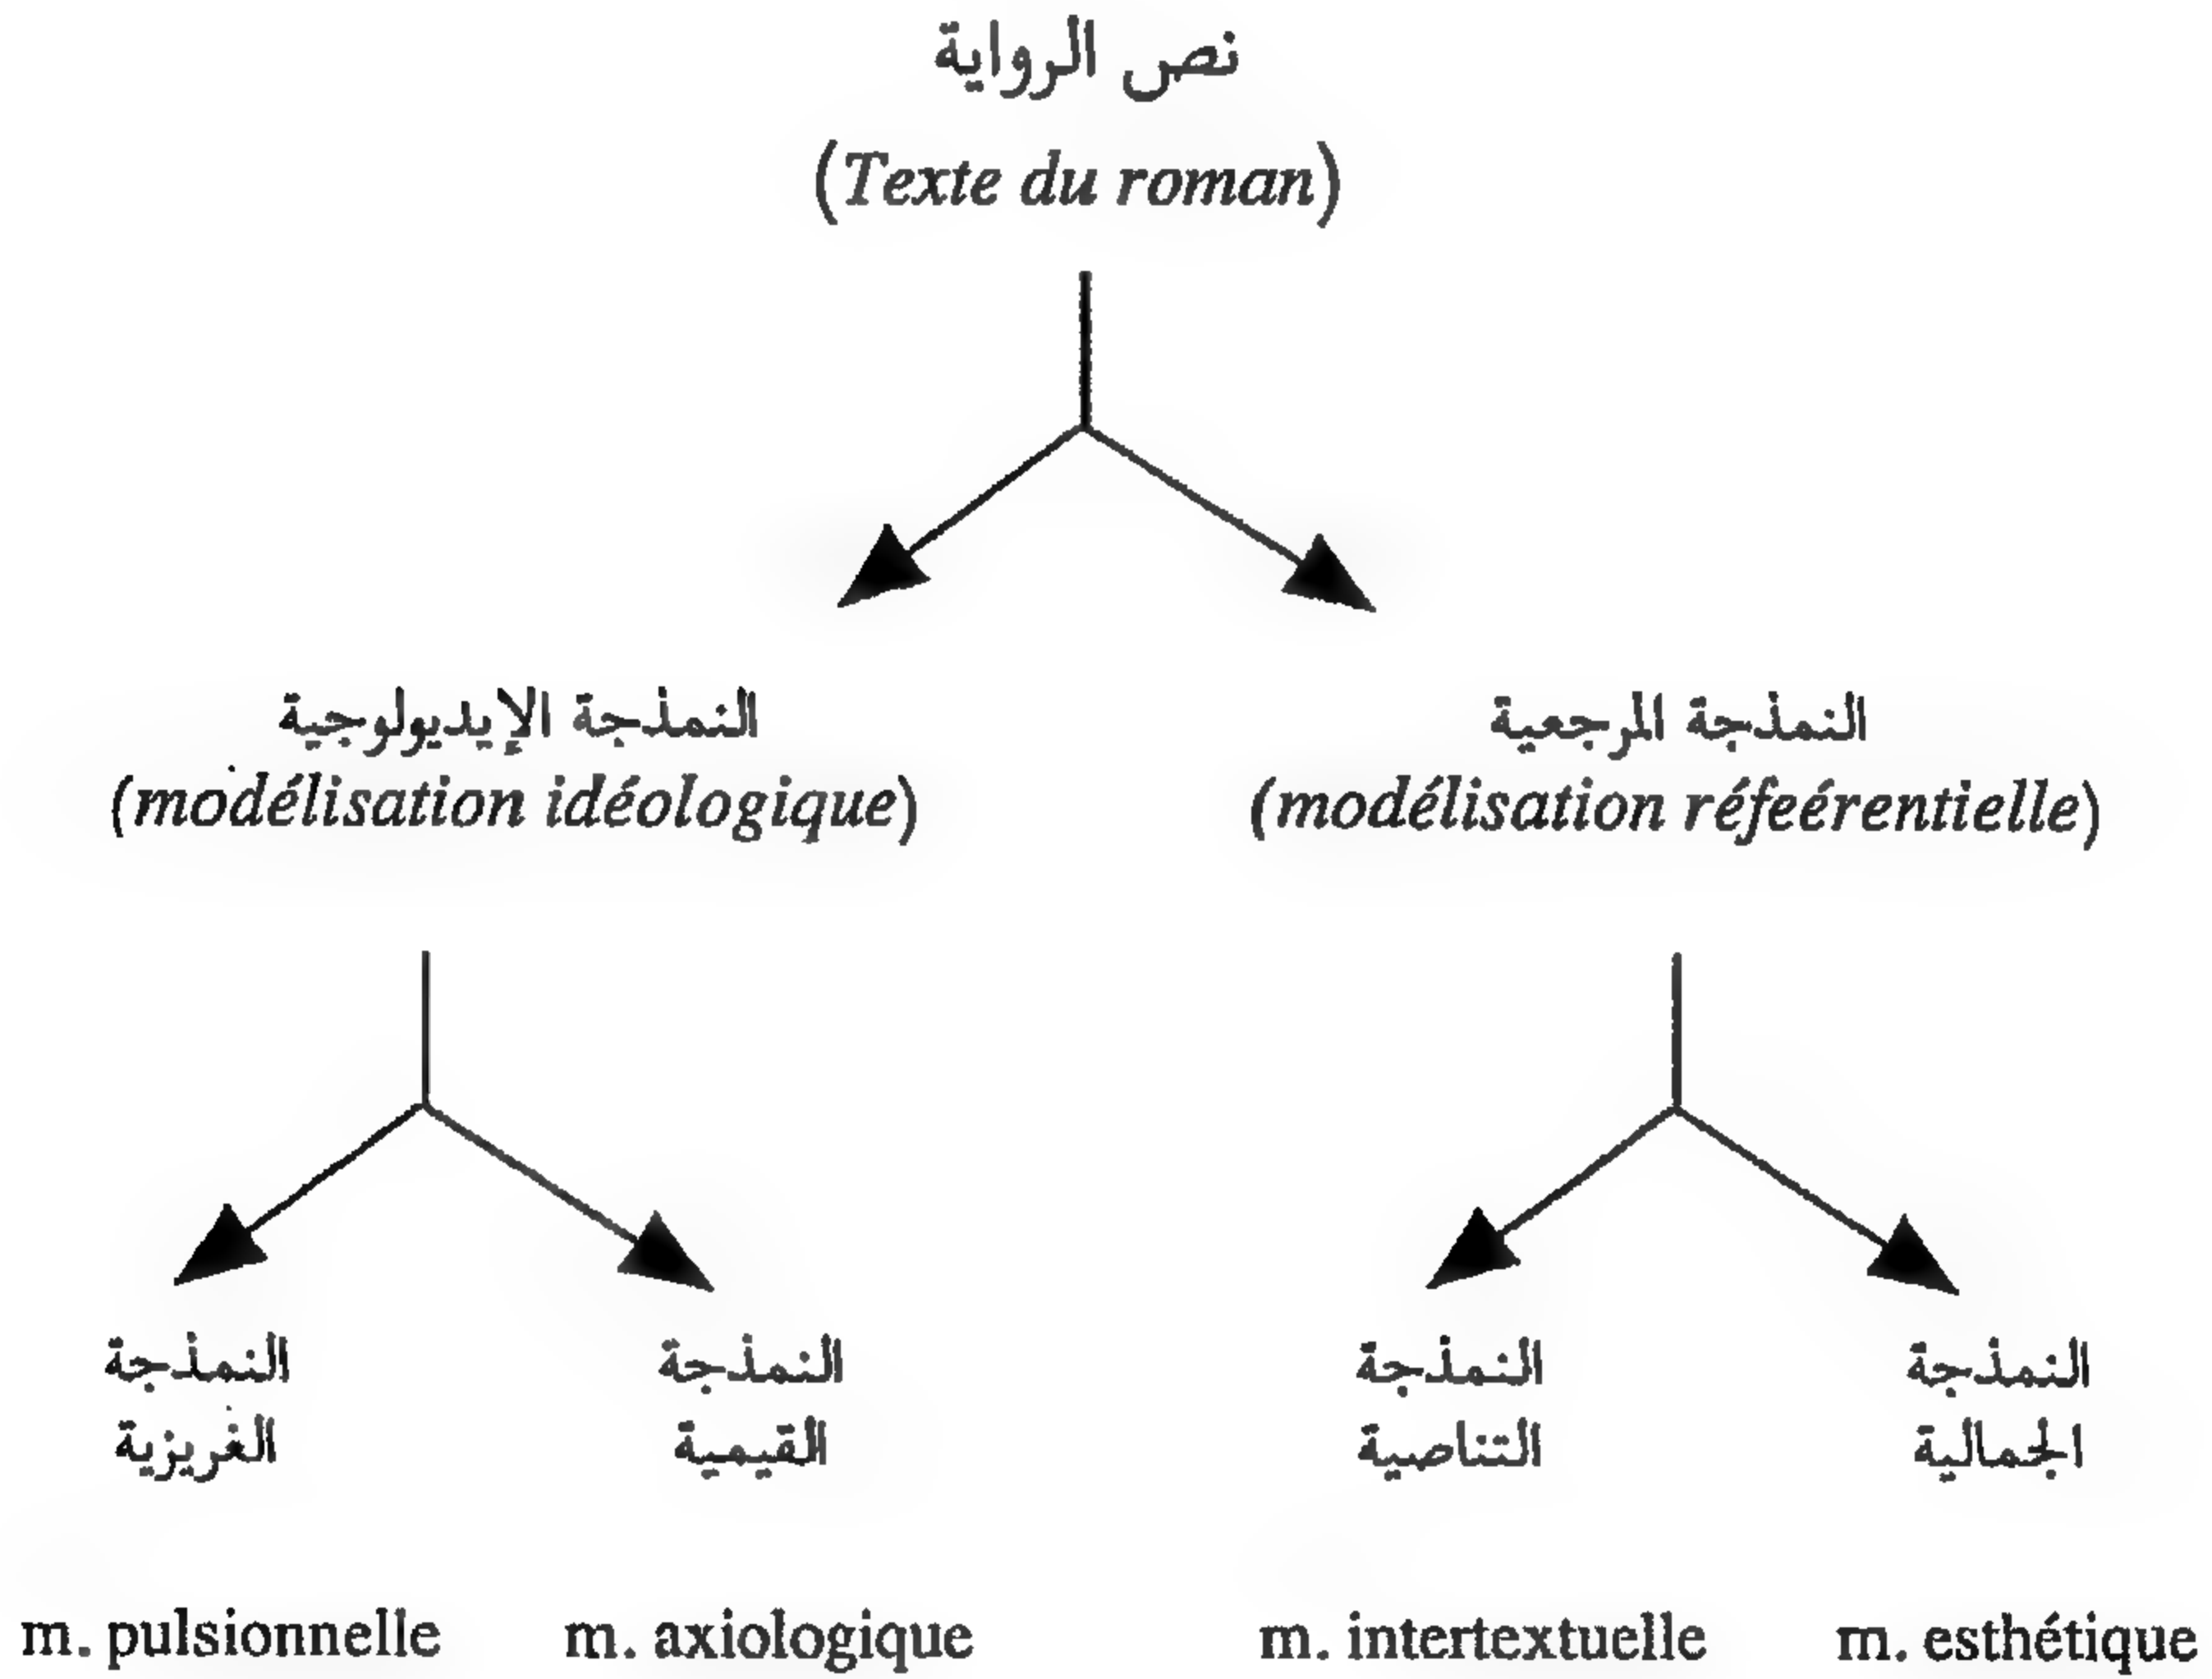 نص الرواية
(Texte du roman)
النمذجة المرجعية
النمذجة الإيديولوجية
(modélisation idéologique)
(modélisation réfeérentielle)
النمذجة
الجمالية
النمذجة
التناصية
النمذجة
القيمية
النمذجة
الغريزية
m. pulsionnelle
m. axiologique
m. intertextuelle
m. esthétique